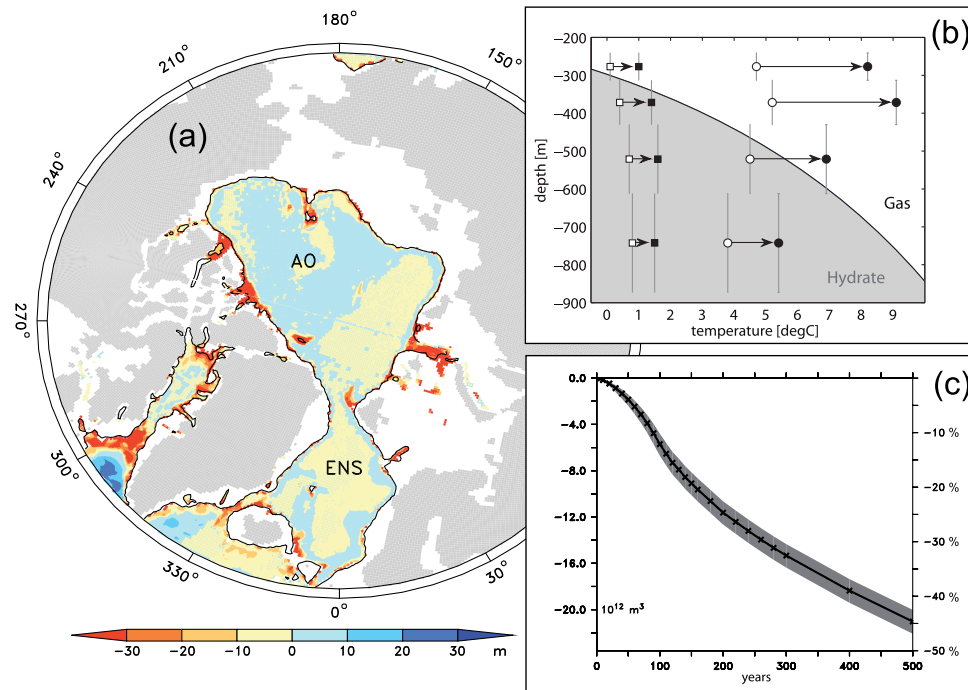 (a)
180°
150°
210°
240°
270°
300°
330°
0°
30°
AO
ENS
−30 −20 −10 0 10 20 30 m
(b)
−200
−300
−400
−500
−600
−700
−800
−900
depth [m]
0 1 2 3 4 5 6 7 8 9
temperature [degC]
Gas
Hydrate
(c)
0.0
−4.0
−8.0
−12.0
−16.0
−20.0
10¹² m³
−10 %
−20 %
−30 %
−40 %
−50 %
0 100 200 300 400 500
years